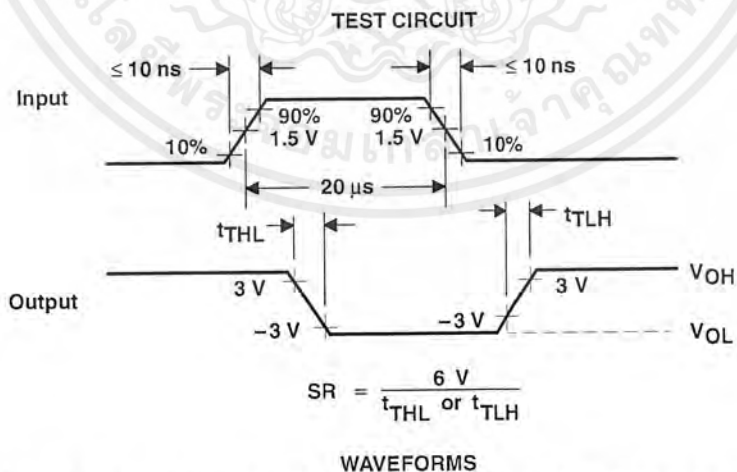 TEST CIRCUIT
≤ 10 ns
≤ 10 ns
Input
90%
90%
1.5 V
1.5 V
10%
10%
20 μs
tTHL
tTLH
VOH
3 V
3 V
Output
–3 V
–3 V
VOL
SR = 6 V / tTHL or tTLH
WAVEFORMS